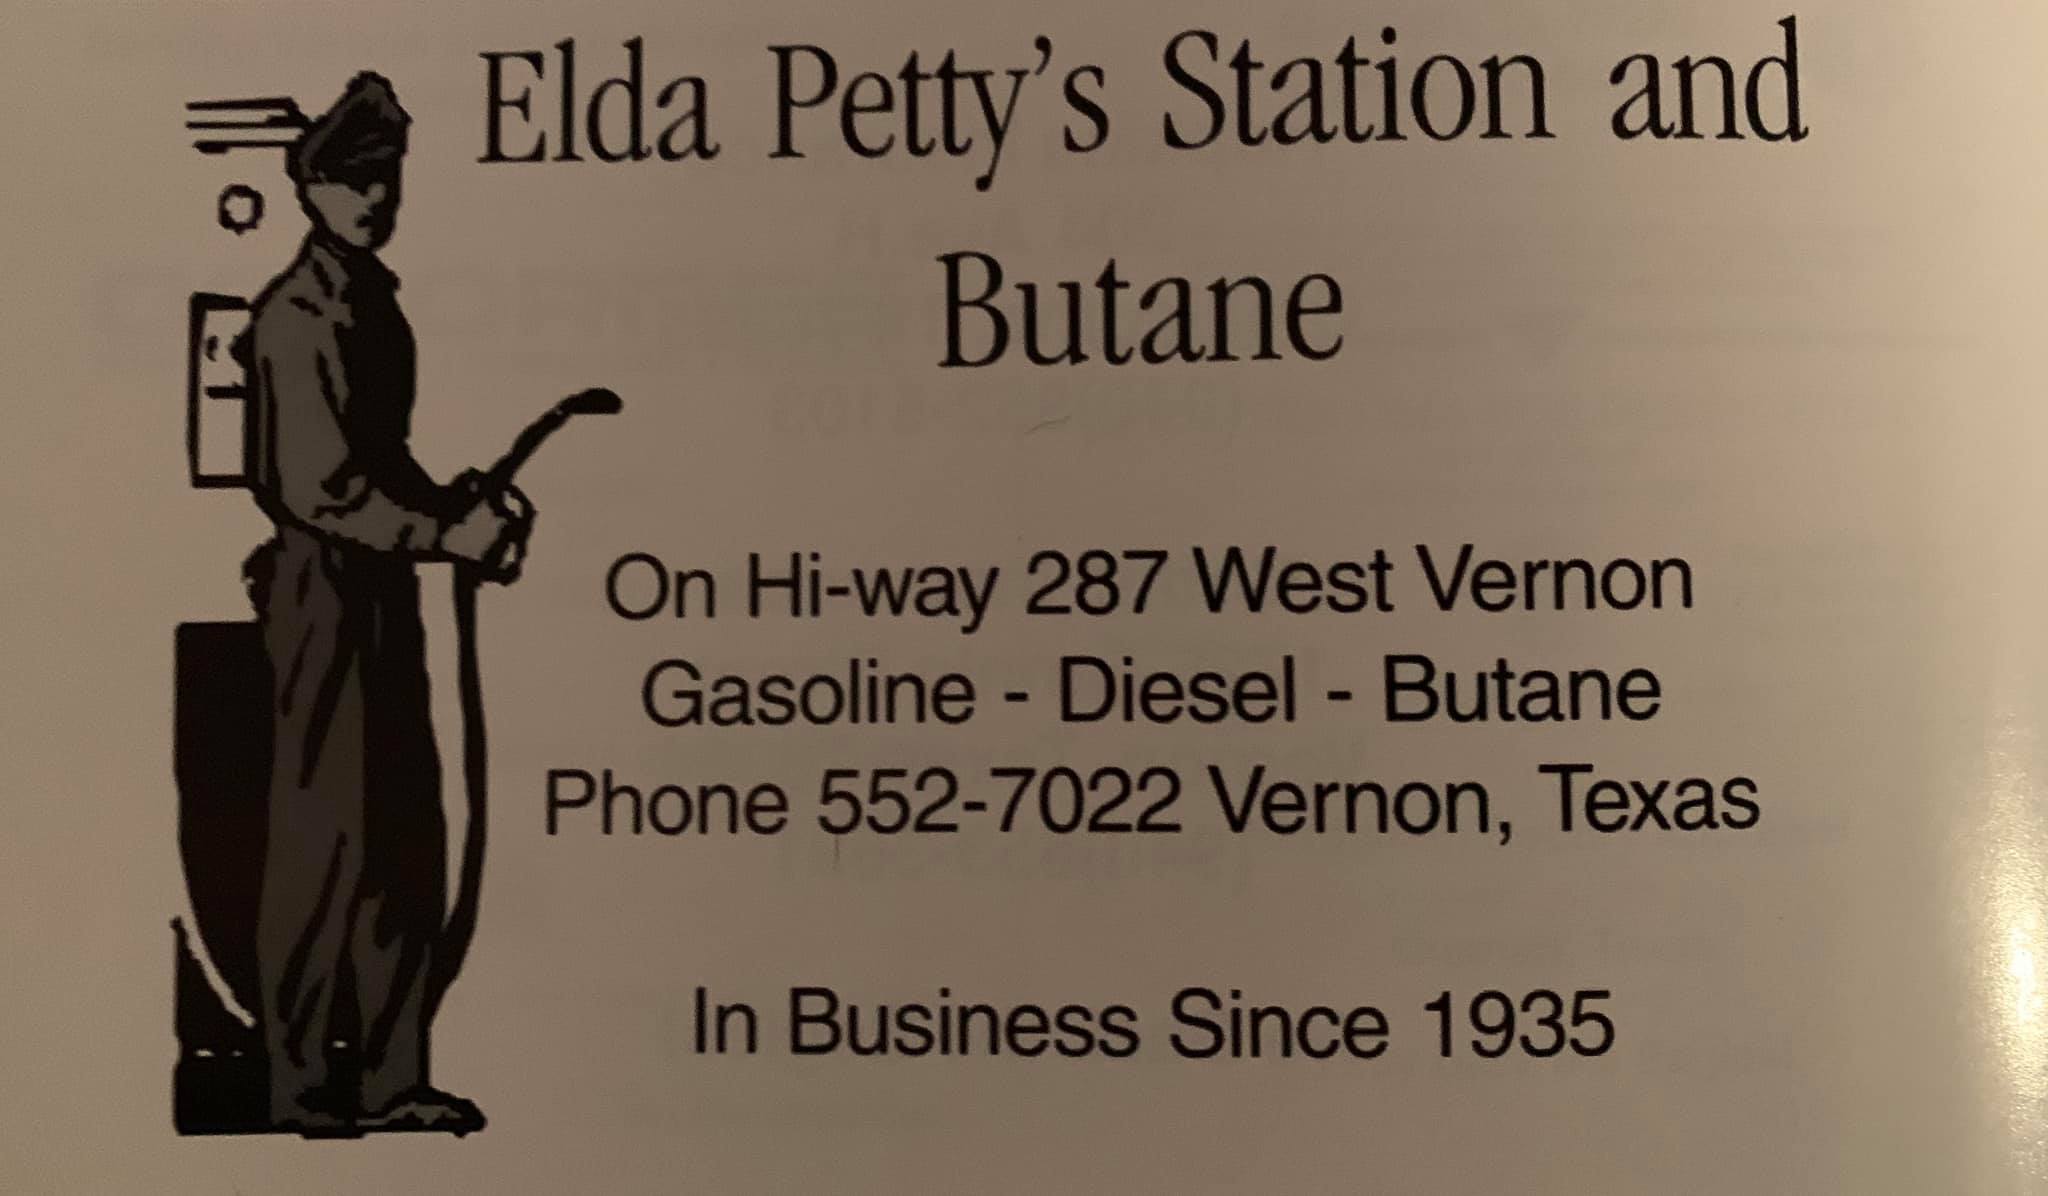 Elda Petty's Station and
Butane
On Hi-way 287 West Vernon
Gasoline - Diesel - Butane
Phone 552-7022 Vernon, Texas
In Business Since 1935